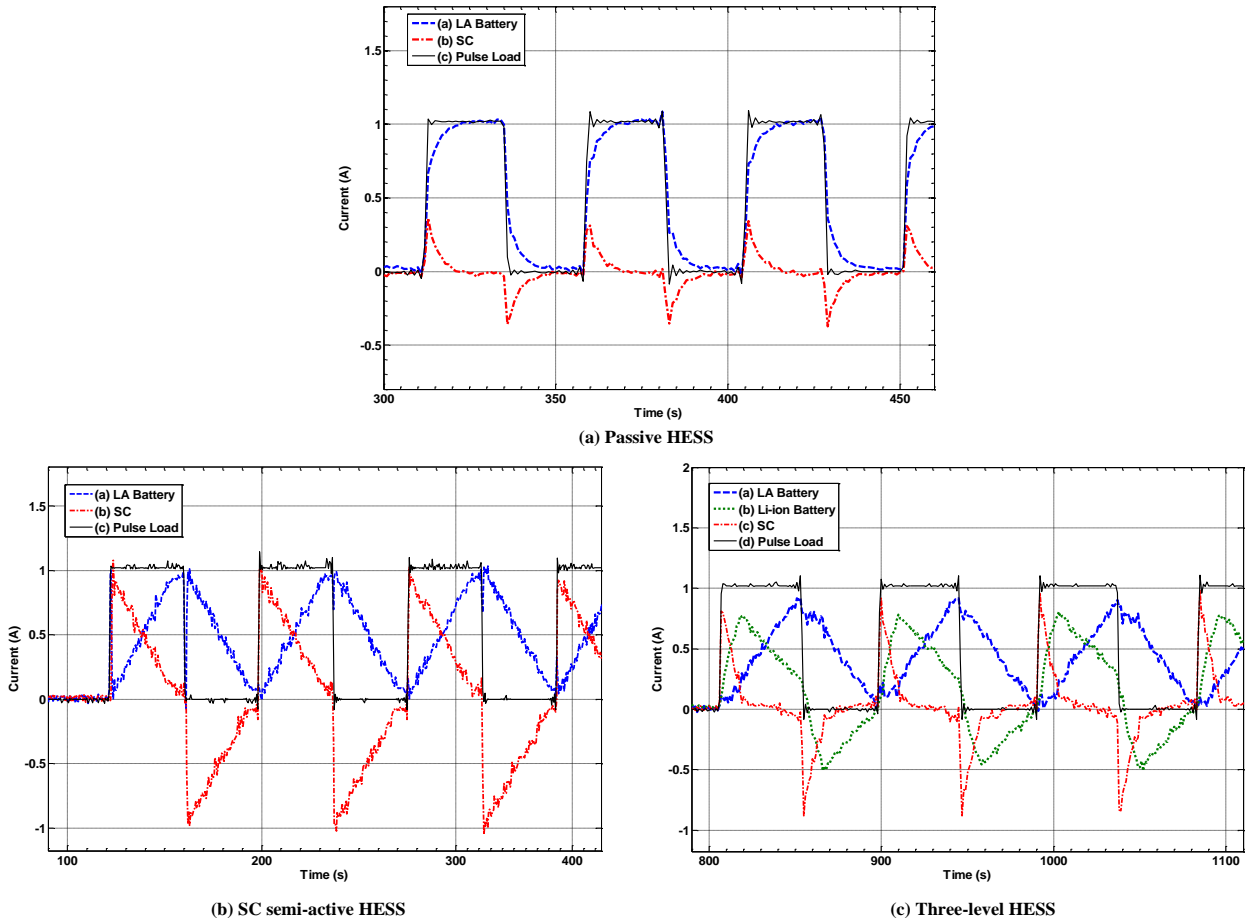 (a) LA Battery
(b) SC
(c) Pulse Load
1.5
1
0.5
0
-0.5
Current (A)
300
350
400
450
Time (s)
(a) Passive HESS
(a) LA Battery
(b) SC
(c) Pulse Load
1.5
1
0.5
0
-0.5
-1
Current (A)
100
200
300
400
Time (s)
(b) SC semi-active HESS
(a) LA Battery
(b) Li-ion Battery
(c) SC
(d) Pulse Load
2
1.5
1
0.5
0
-0.5
-1
Current (A)
800
900
1000
1100
Time (s)
(c) Three-level HESS